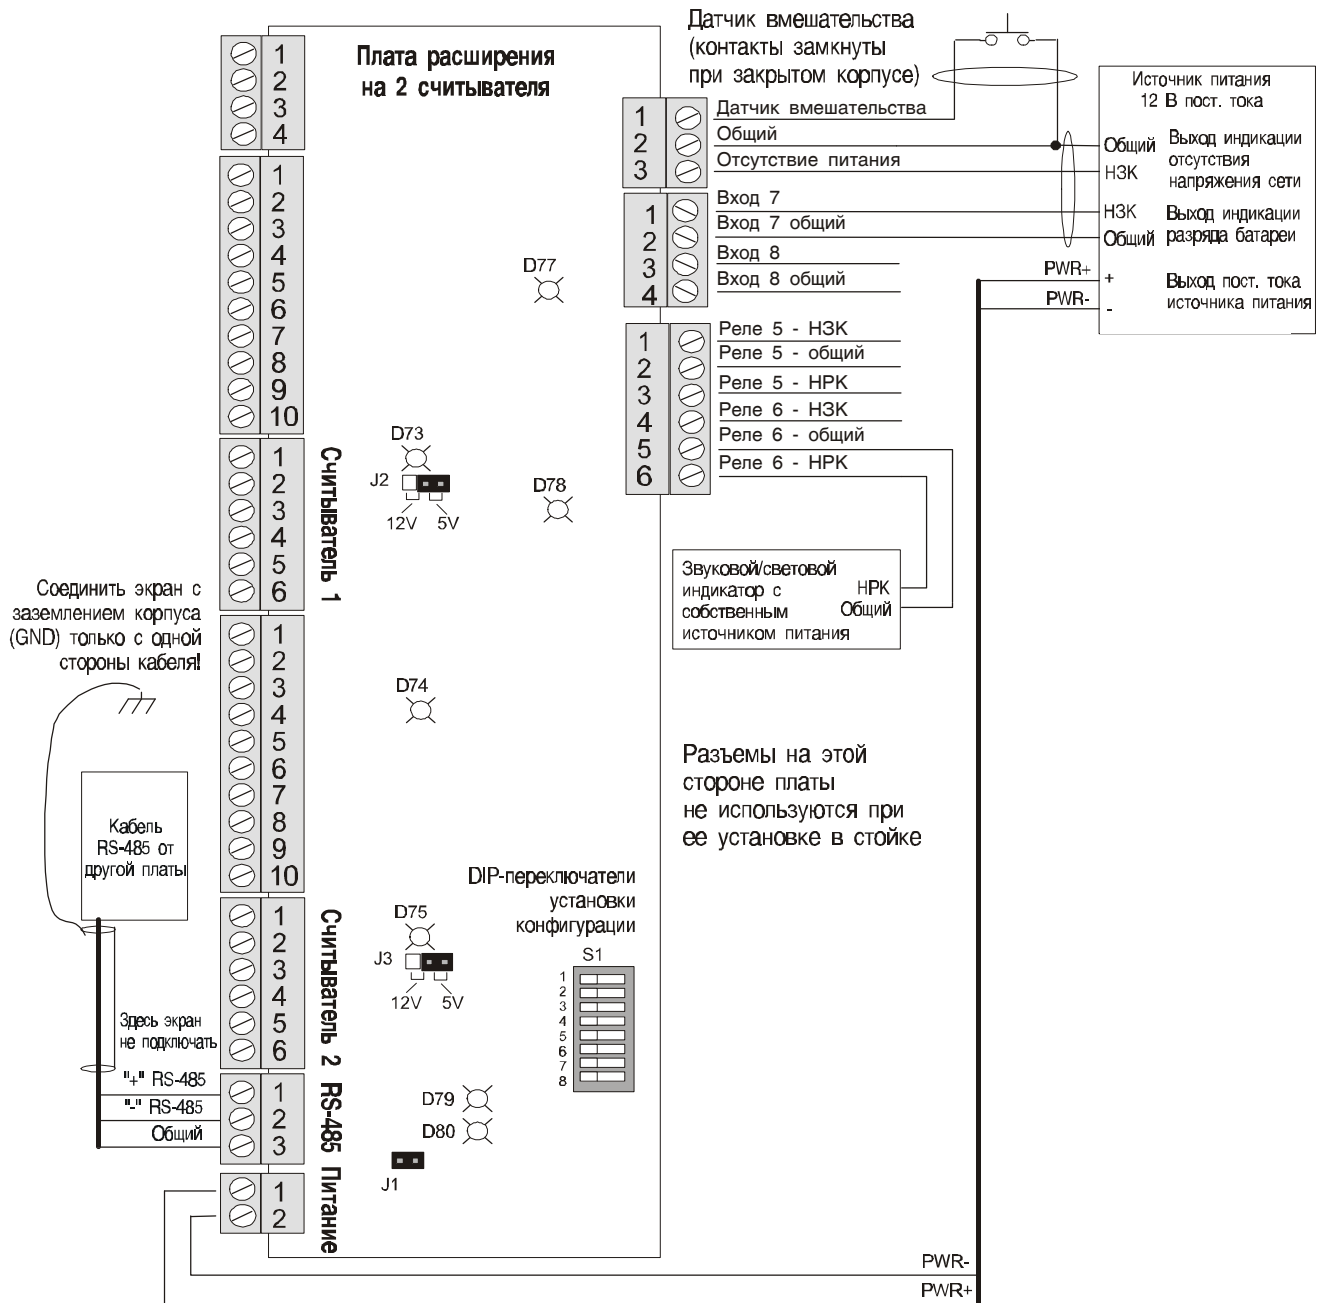 Плата расширения
на 2 считывателя
Датчик вмешательства
(контакты замкнуты
при закрытом корпусе)
Источник питания
12 В пост. тока
Общий
НЗК
Выход индикации
отсутствия
напряжения сети
НЗК
Общий
Выход индикации
разряда батареи
PWR+
+
PWR-
-
Выход пост. тока
источника питания
1
2
3
4
1
2
3
4
5
6
7
8
9
10
1 Датчик вмешательства
2 Общий
3 Отсутствие питания
1 Вход 7
2 Вход 7 общий
3 Вход 8
4 Вход 8 общий
1 Реле 5 - НЗК
2 Реле 5 - общий
3 Реле 5 - НРК
4 Реле 6 - НЗК
5 Реле 6 - общий
6 Реле 6 - НРК
D77
D73
J2
12V 5V
D78
Считыватель 1
1
2
3
4
5
6
Звуковой/световой
индикатор с
собственным
источником питания
НРК
Общий
Соединить экран с
заземлением корпуса
(GND) только с одной
стороны кабеля!
1
2
3
4
5
6
7
8
9
10
D74
Разъемы на этой
стороне платы
не используются при
ее установке в стойке
Кабель
RS-485 от
другой платы
DIP-переключатели
установки
конфигурации
S1
1
2
3
4
5
6
7
8
D75
J3
12V 5V
Считыватель 2
1
2
3
4
5
6
Здесь экран
не подключать
"+" RS-485
"-" RS-485
Общий
1
2
3
RS-485
D79
D80
J1
1
2
Питание
PWR-
PWR+